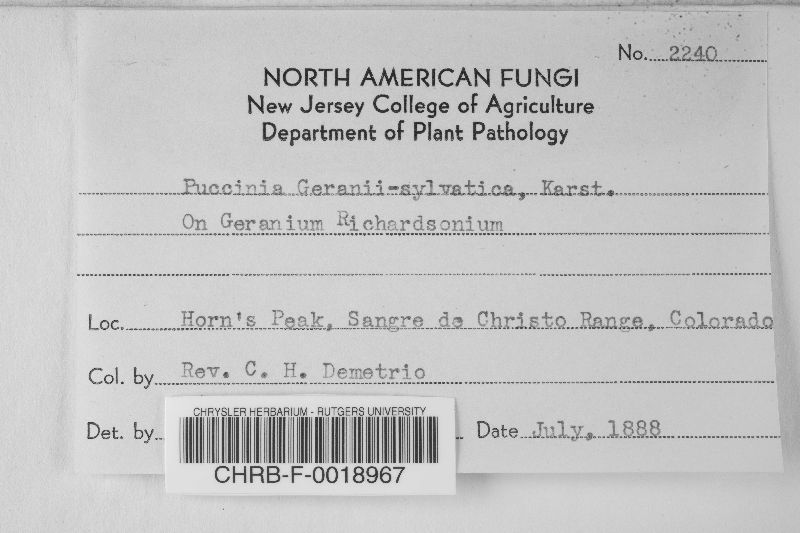 No. 2240
NORTH AMERICAN FUNGI
New Jersey College of Agriculture
Department of Plant Pathology
Puccinia Geranii-sylvatica, Karst.
On Geranium Richardsonium
Loc. Horn's Peak, Sangre de Christo Range, Colorado
Col. by Rev. C. H. Demetrio
Det. by Date July, 1888
CHRYSLER HERBARIUM - RUTGERS UNIVERSITY
CHRB-F-0018967